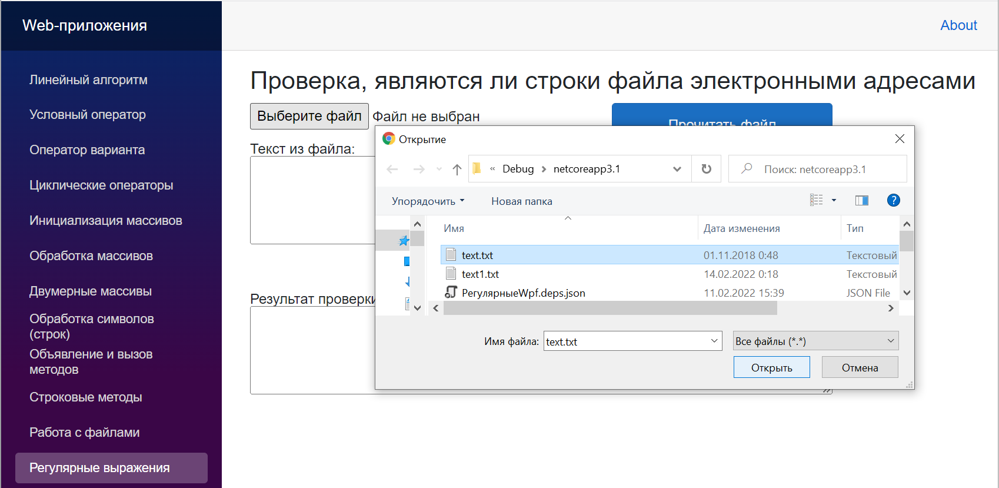 Web-приложения
About
Линейный алгоритм
Условный оператор
Оператор варианта
Циклические операторы
Инициализация массивов
Обработка массивов
Двумерные массивы
Обработка символов
(строк)
Объявление и вызов
методов
Строковые методы
Работа с файлами
Регулярные выражения
Проверка, являются ли строки файла электронными адресами
Выберите файл Файл не выбран
Прочитать файл
Текст из файла:
Результат проверки
Открытие
« Debug > netcoreapp3.1
Поиск: netcoreapp3.1
Упорядочить Новая папка
Имя Дата изменения Тип
text.txt 01.11.2018 0:48 Текстовый
text1.txt 14.02.2022 0:18 Текстовый
РегулярныеWpf.deps.json 11.02.2022 15:39 JSON File
Имя файла: text.txt Все файлы (*.*)
Открыть Отмена